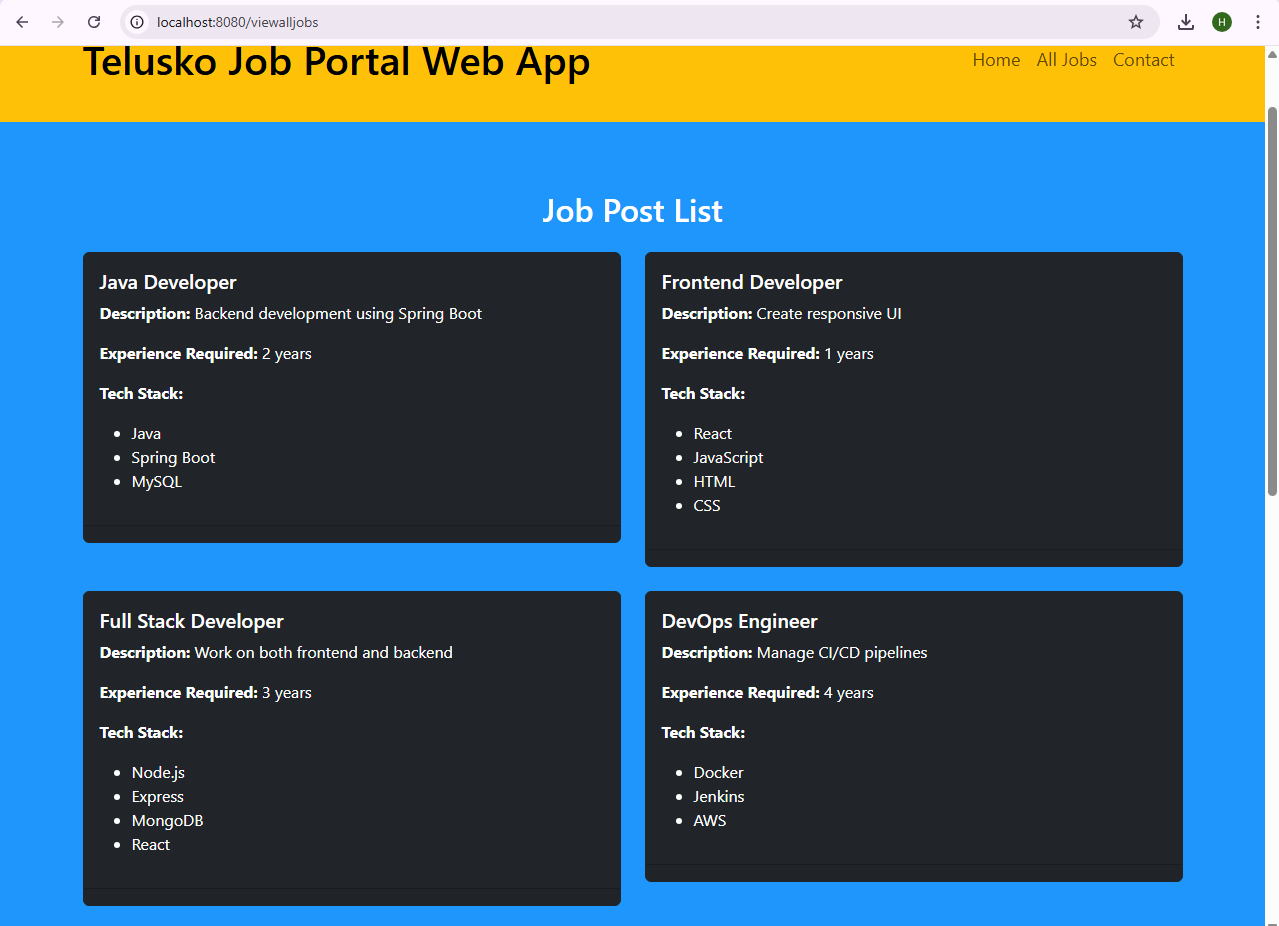 localhost:8080/viewalljobs
H
Telusko Job Portal Web App
Home All Jobs Contact
Job Post List
Java Developer
Description: Backend development using Spring Boot
Experience Required: 2 years
Tech Stack:
• Java
• Spring Boot
• MySQL
Frontend Developer
Description: Create responsive UI
Experience Required: 1 years
Tech Stack:
• React
• JavaScript
• HTML
• CSS
Full Stack Developer
Description: Work on both frontend and backend
Experience Required: 3 years
Tech Stack:
• Node.js
• Express
• MongoDB
• React
DevOps Engineer
Description: Manage CI/CD pipelines
Experience Required: 4 years
Tech Stack:
• Docker
• Jenkins
• AWS